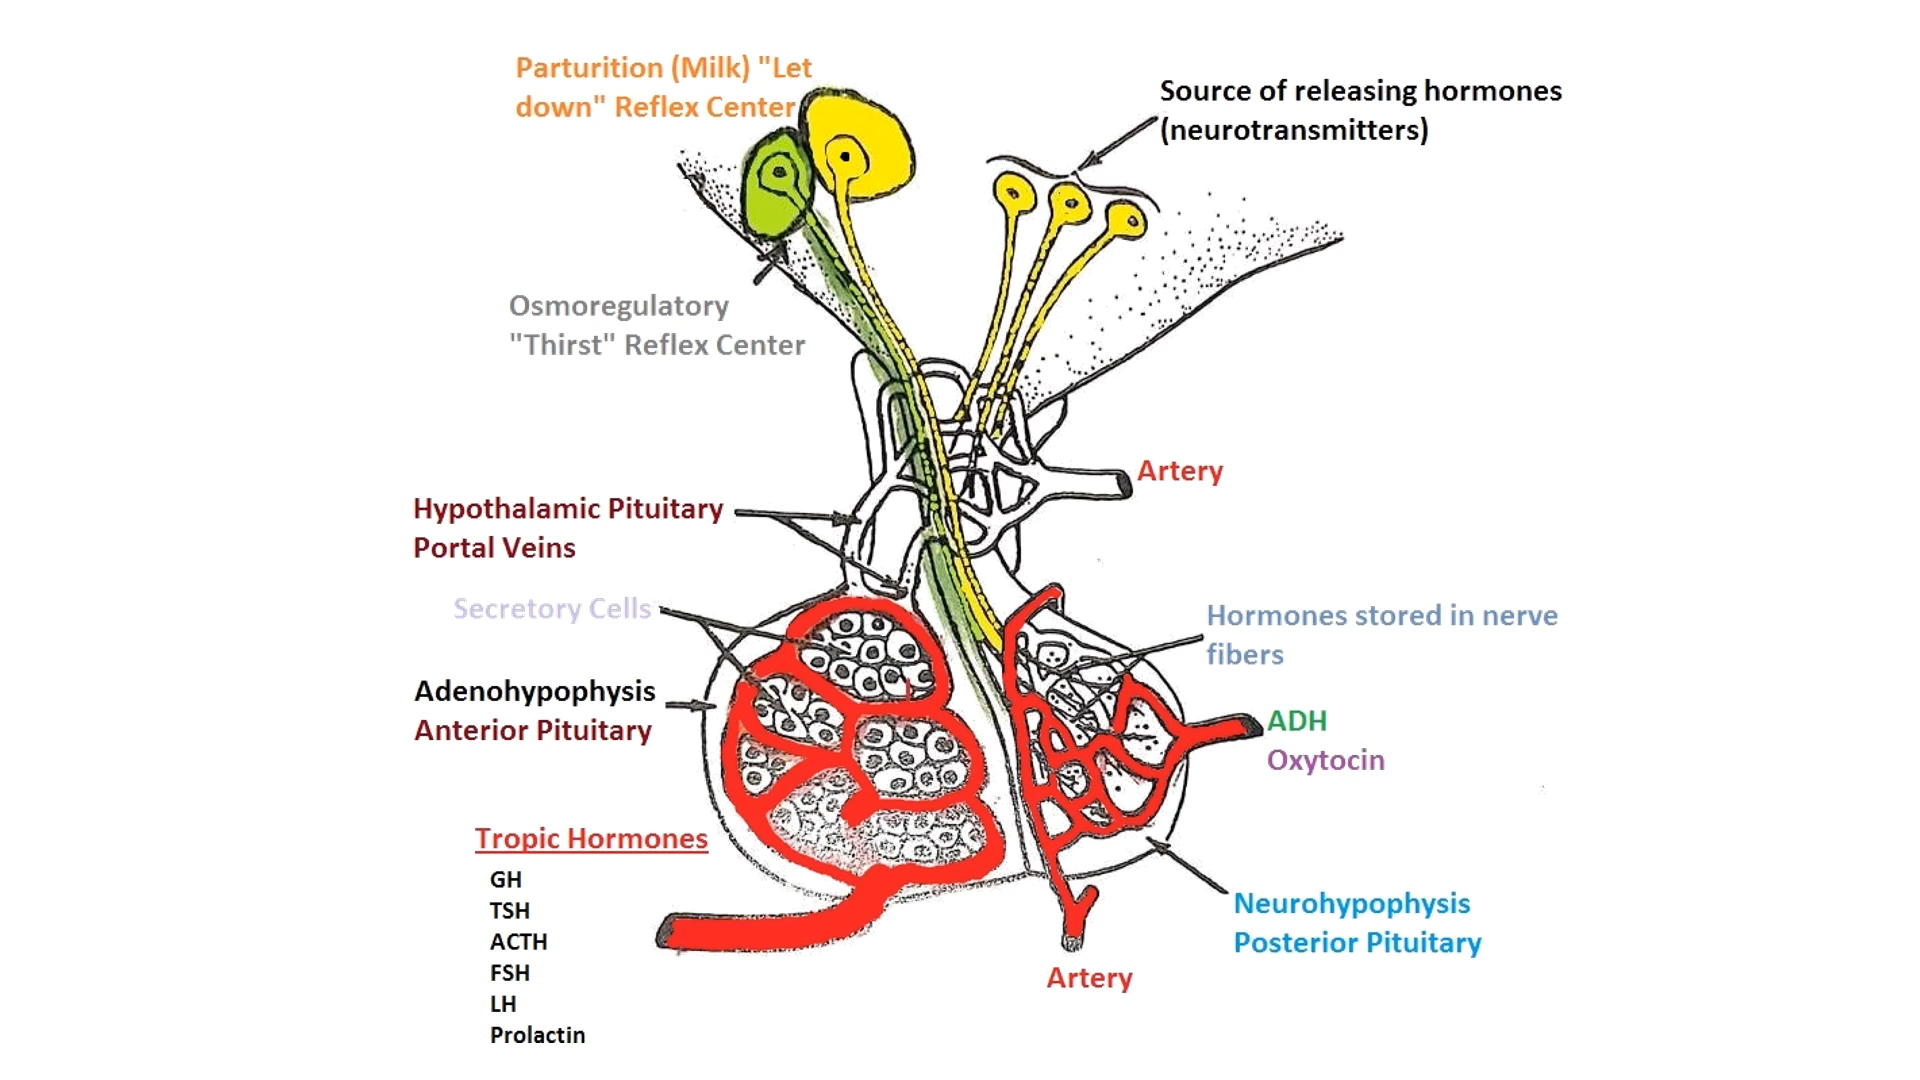 Parturition (Milk) "Let
down" Reflex Center
Source of releasing hormones
(neurotransmitters)
Osmoregulatory
"Thirst" Reflex Center
Artery
Hypothalamic Pituitary
Portal Veins
Secretory Cells
Hormones stored in nerve
fibers
Adenohypophysis
Anterior Pituitary
ADH
Oxytocin
Tropic Hormones
GH
TSH
ACTH
FSH
LH
Prolactin
Neurohypophysis
Posterior Pituitary
Artery